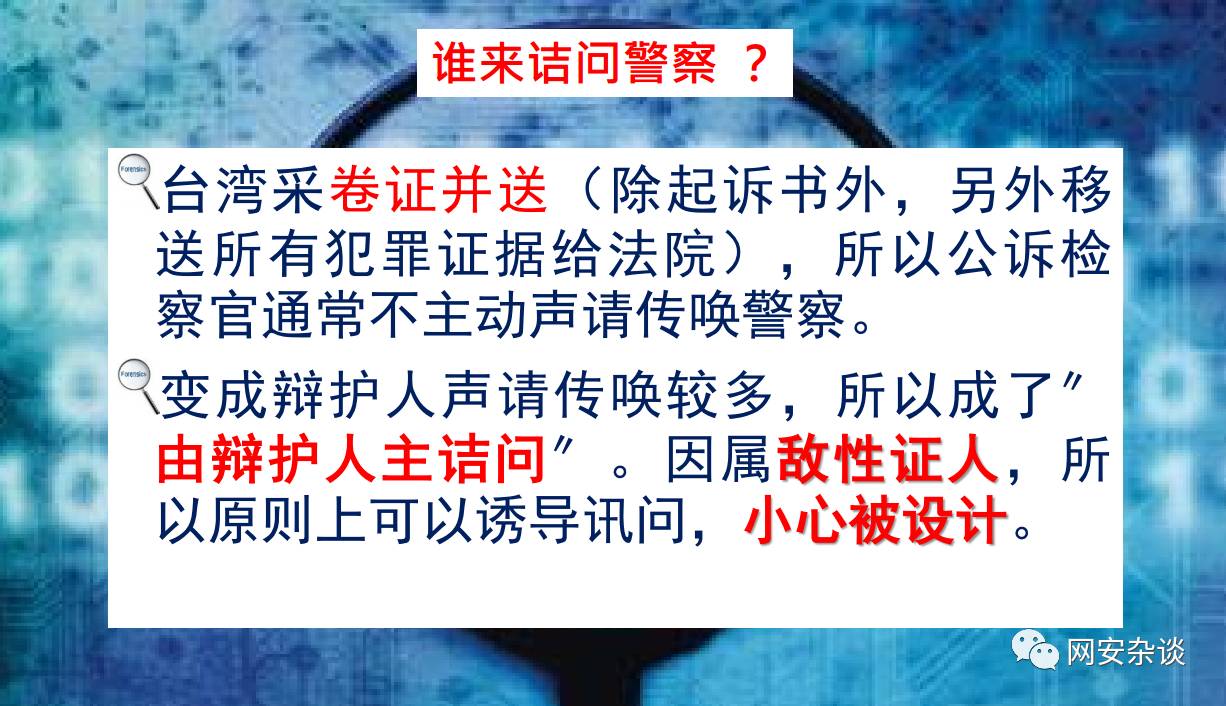 谁来诘问警察 ？
Forensics
台湾采卷证并送（除起诉书外，另外移
送所有犯罪证据给法院），所以公诉检
察官通常不主动声请传唤警察。
Forensics
变成辩护人声请传唤较多，所以成了〞
由辩护人主诘问〞。因属敌性证人，所
以原则上可以诱导讯问，小心被设计。
网安杂谈